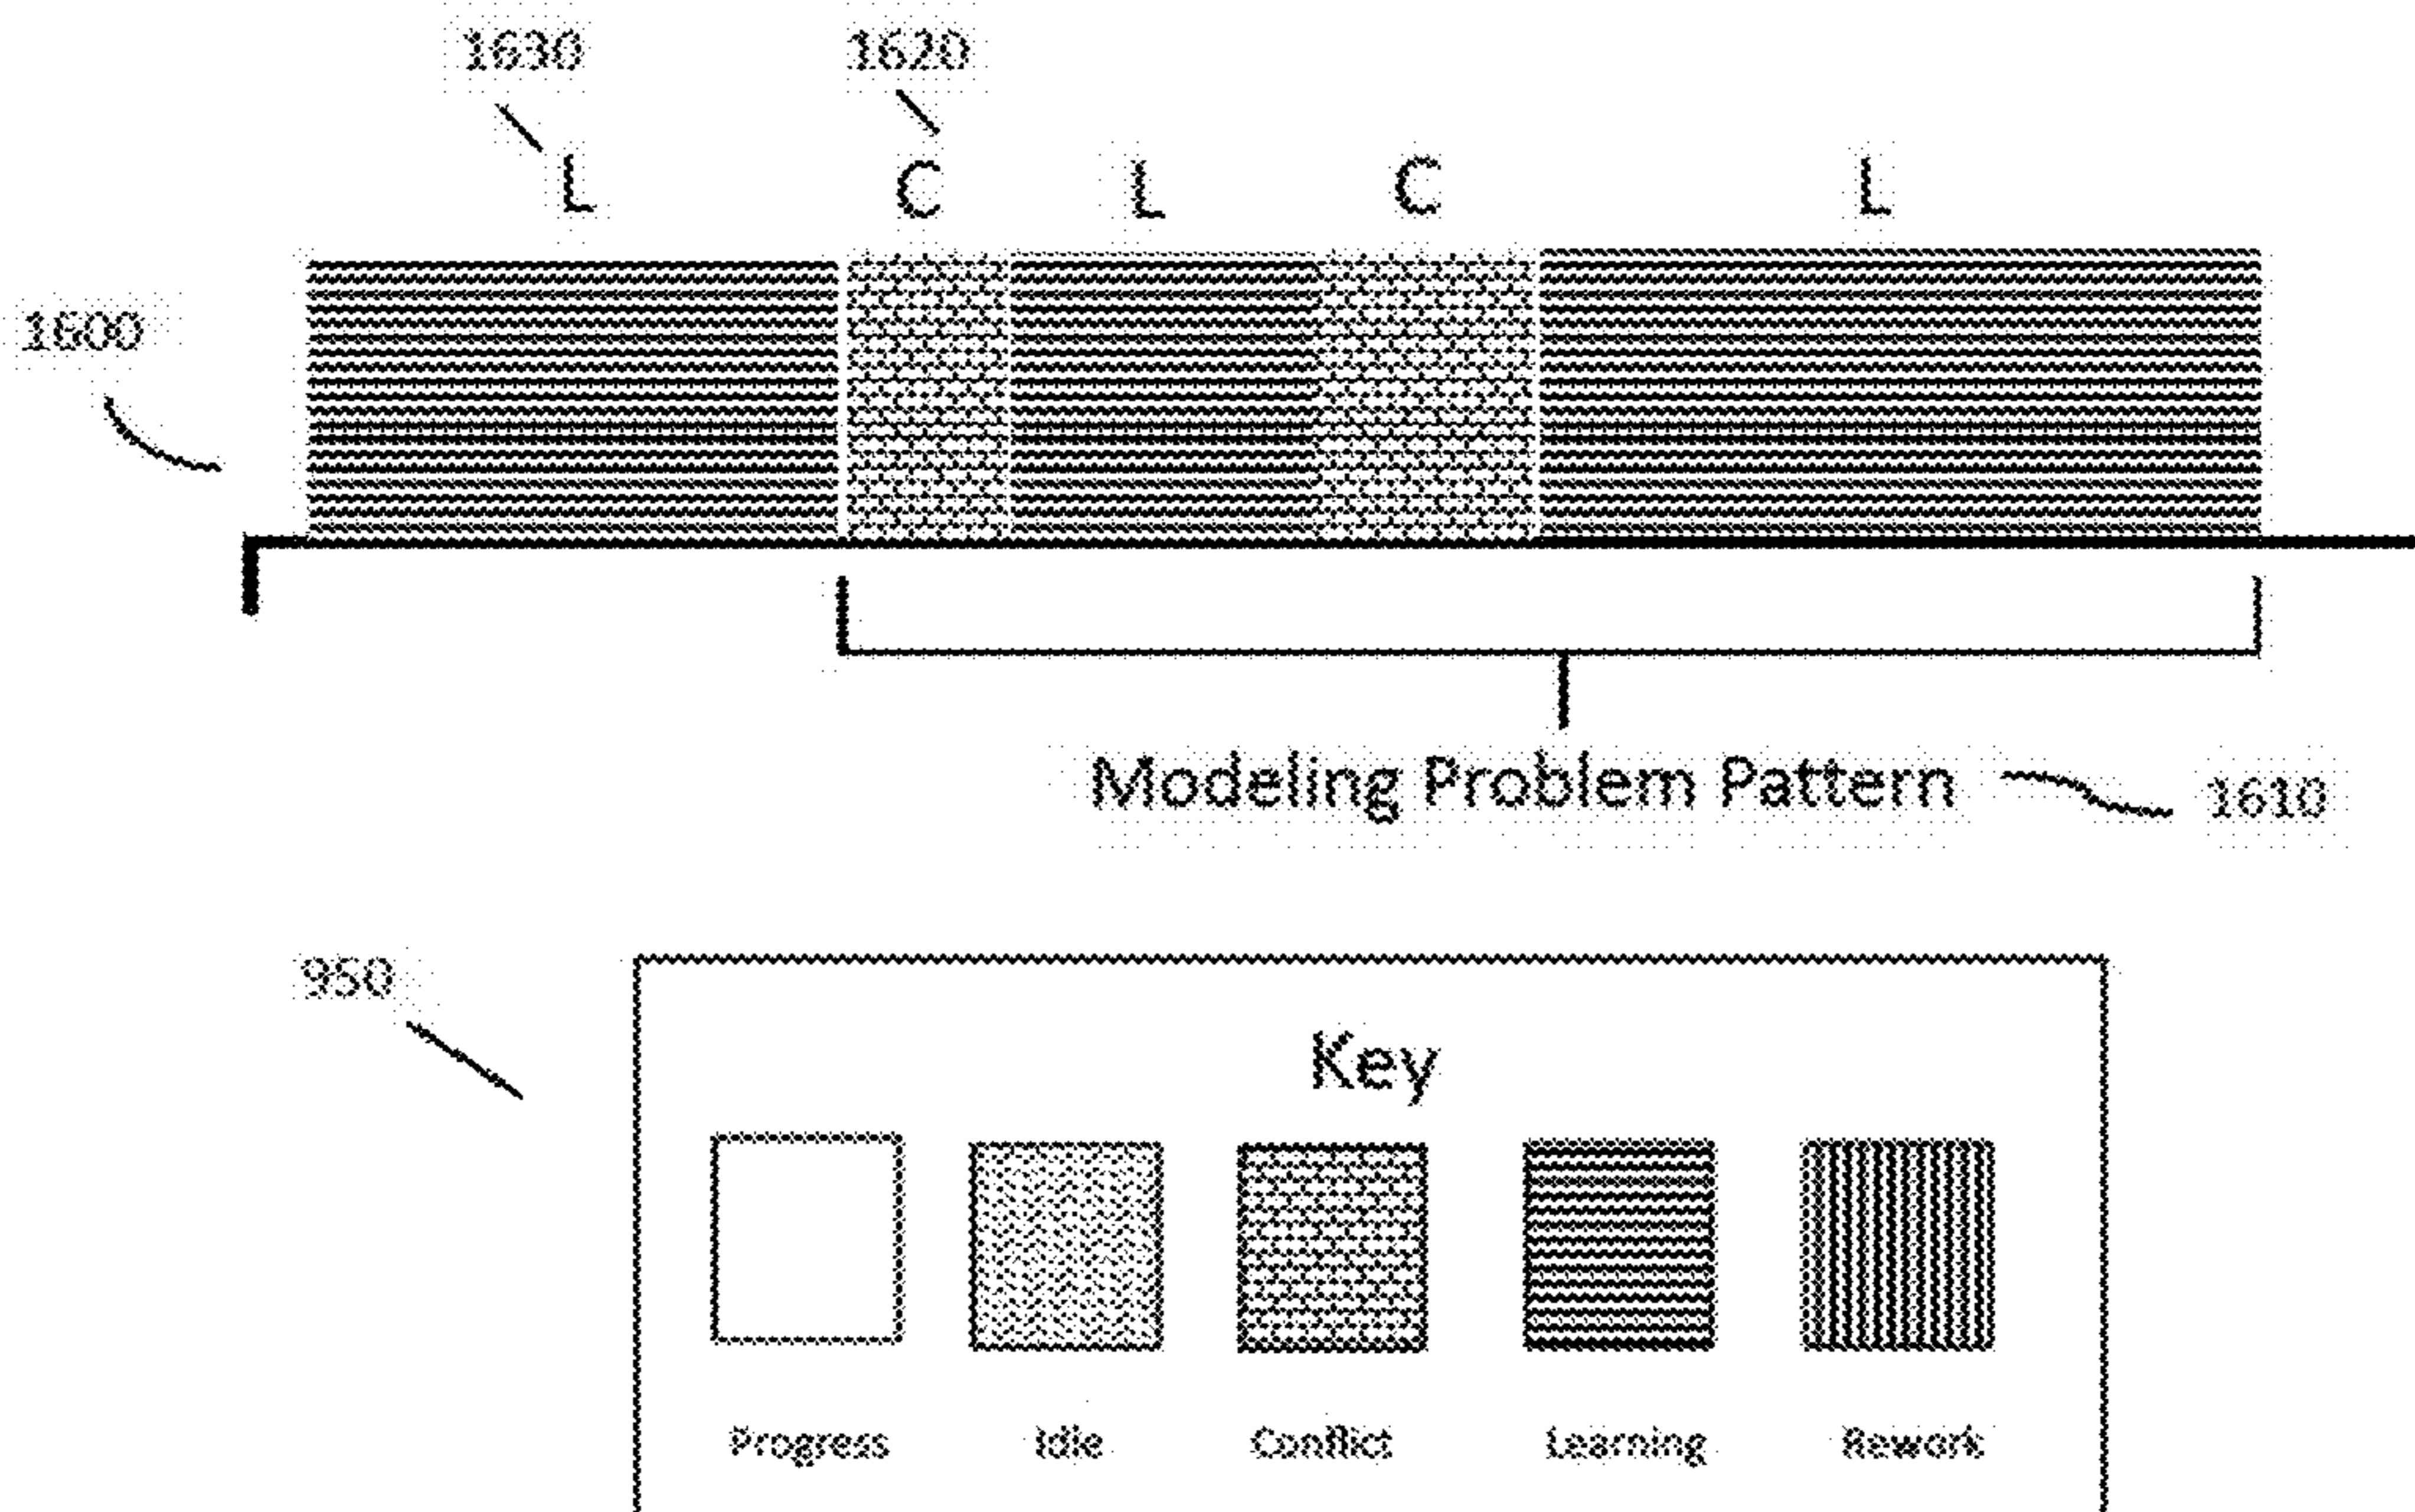 1630 1620
L C L C L
1600
Modeling Problem Pattern 1610
950
Key
Progress Idle Conflict Learning Rework